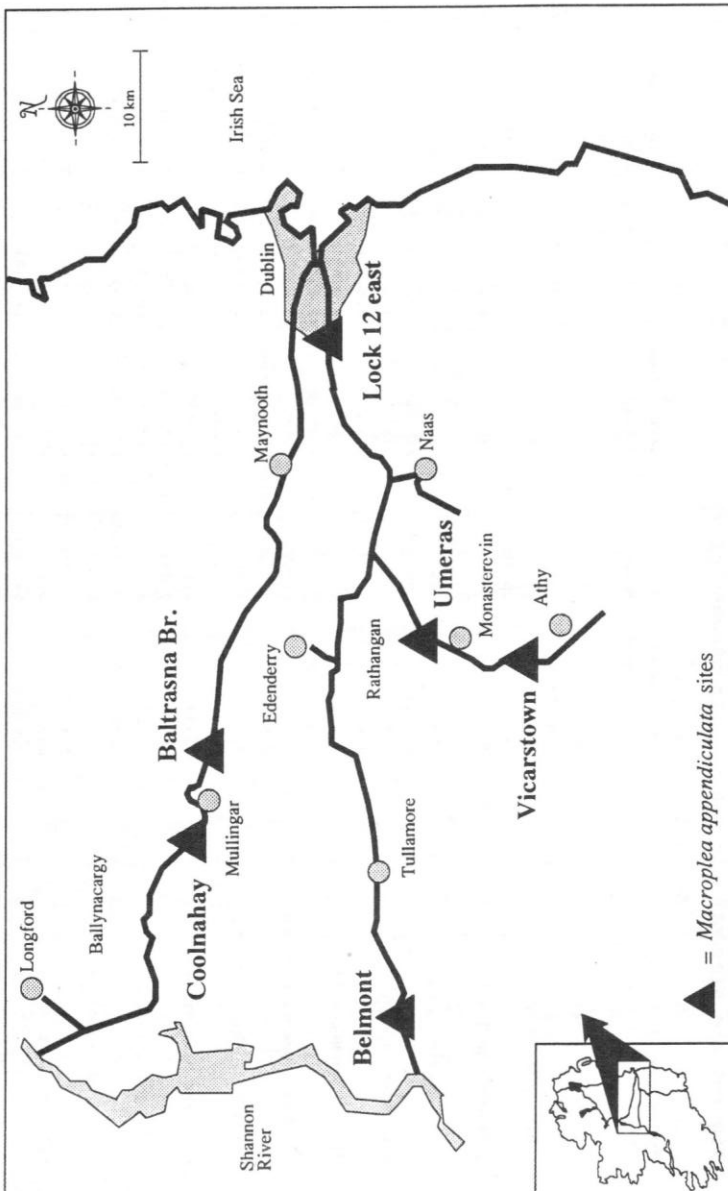 N
10 km
Irish Sea
Dublin
Lock 12 east
Maynooth
Naas
Umeras
Monasterevin
Athy
Baltrasna Br.
Edenderry
Rathangan
Vicarstown
Mullingar
Ballynacargy
Coolnahay
Tullamore
Longford
Belmont
Shannon
River
= Macroplea appendiculata sites